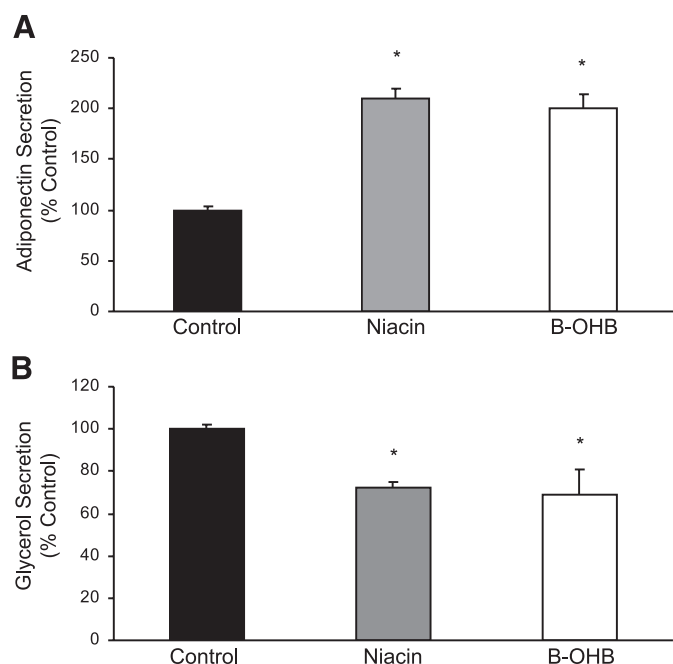 A
Adiponectin Secretion
(% Control)
250
200
150
100
50
0
*
*
Control Niacin B-OHB
B
Glycerol Secretion
(% Control)
120
100
80
60
40
20
0
*
*
Control Niacin B-OHB